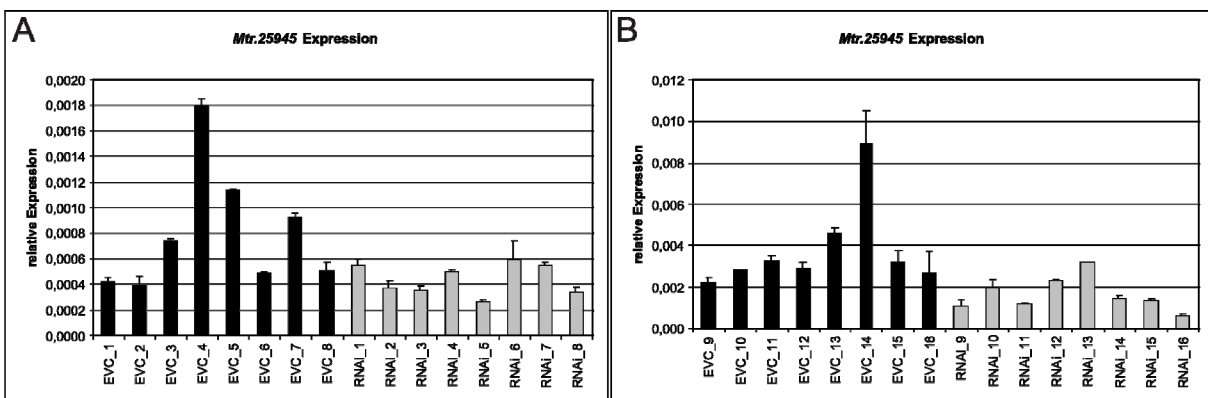 A
Mtr.25945 Expression
relative Expression
0,0020
0,0018
0,0016
0,0014
0,0012
0,0010
0,0008
0,0006
0,0004
0,0002
0,0000
EVC_1
EVC_2
EVC_3
EVC_4
EVC_5
EVC_6
EVC_7
EVC_8
RNAi_1
RNAi_2
RNAi_3
RNAi_4
RNAi_5
RNAi_6
RNAi_7
RNAi_8
B
Mtr.25945 Expression
relative Expression
0,012
0,010
0,008
0,006
0,004
0,002
0,000
EVC_9
EVC_10
EVC_11
EVC_12
EVC_13
EVC_14
EVC_15
EVC_16
RNAi_9
RNAi_10
RNAi_11
RNAi_12
RNAi_13
RNAi_14
RNAi_15
RNAi_16